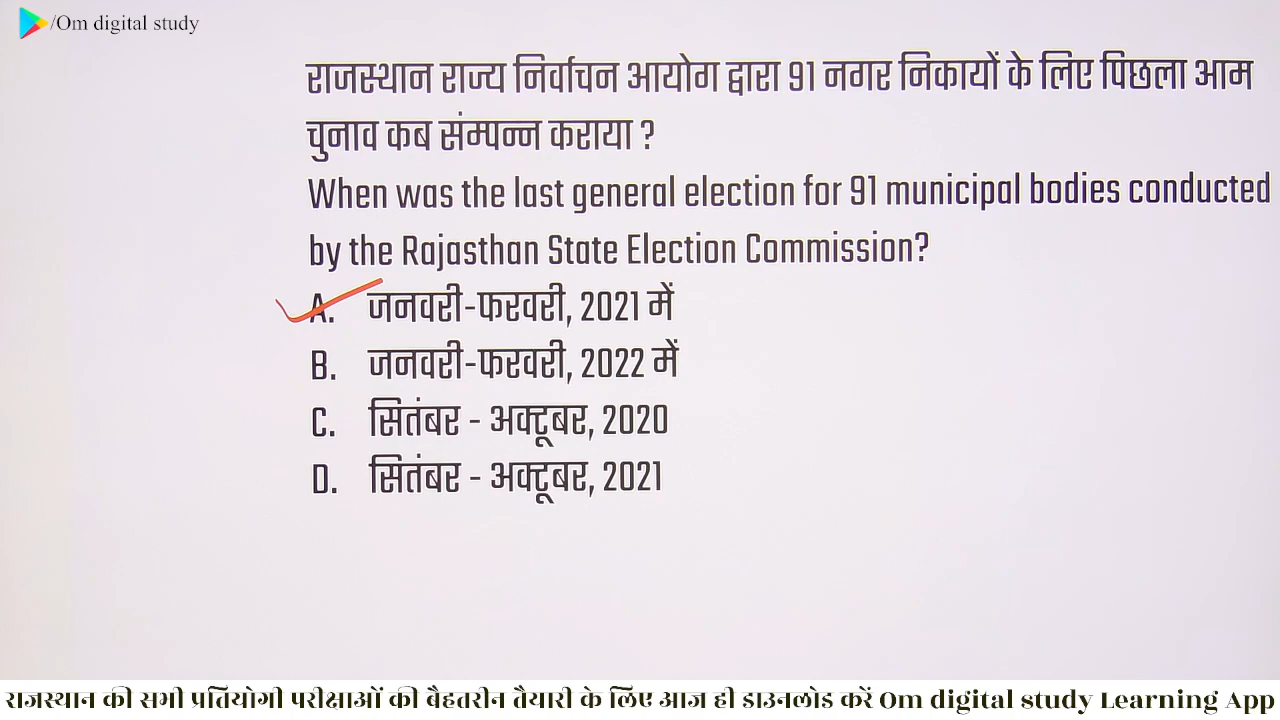 /Om digital study
राजस्थान राज्य निर्वाचन आयोग द्वारा 91 नगर निकायों के लिए पिछला आम
चुनाव कब संम्पन्न कराया ?
When was the last general election for 91 municipal bodies conducted
by the Rajasthan State Election Commission?
A. जनवरी-फरवरी, 2021 में
B. जनवरी-फरवरी, 2022 में
C. सितंबर - अक्टूबर, 2020
D. सितंबर - अक्टूबर, 2021
राजस्थान की सभी प्रतियोगी परीक्षाओं की बेहतरीन तैयारी के लिए आज ही डाउनलोड करें Om digital study Learning App